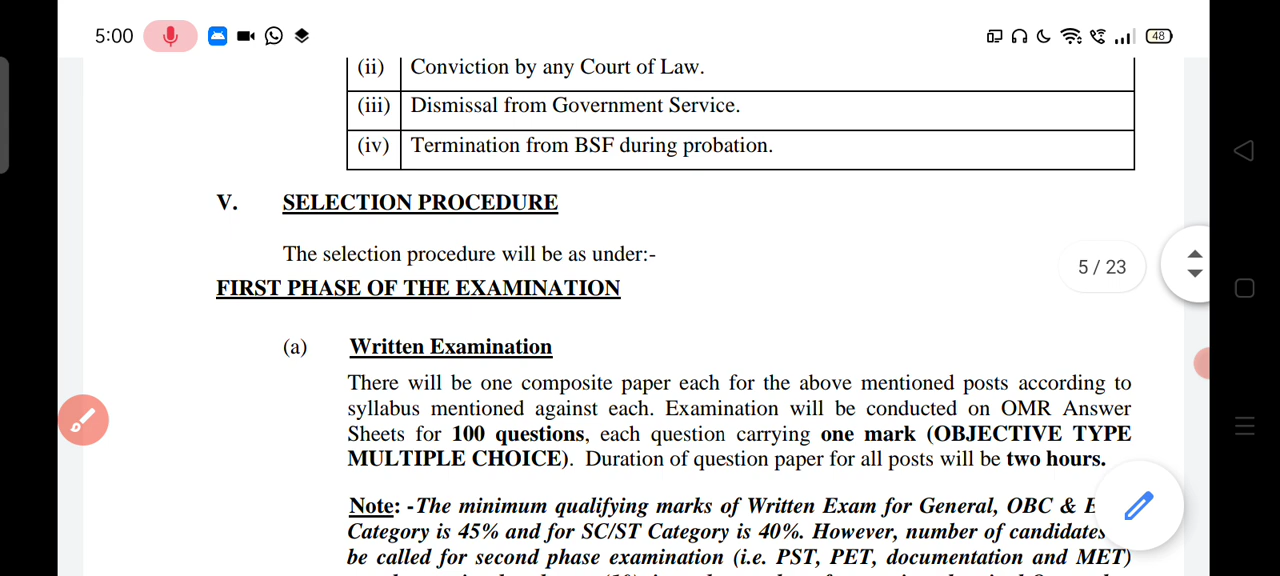 5:00
48
(ii) Conviction by any Court of Law.
(iii) Dismissal from Government Service.
(iv) Termination from BSF during probation.
V. SELECTION PROCEDURE
The selection procedure will be as under:-
5 / 23
FIRST PHASE OF THE EXAMINATION
(a) Written Examination
There will be one composite paper each for the above mentioned posts according to
syllabus mentioned against each. Examination will be conducted on OMR Answer
Sheets for 100 questions, each question carrying one mark (OBJECTIVE TYPE
MULTIPLE CHOICE). Duration of question paper for all posts will be two hours.
Note: -The minimum qualifying marks of Written Exam for General, OBC &
Category is 45% and for SC/ST Category is 40%. However, number of candidates
be called for second phase examination (i.e. PST, PET, documentation and MET)